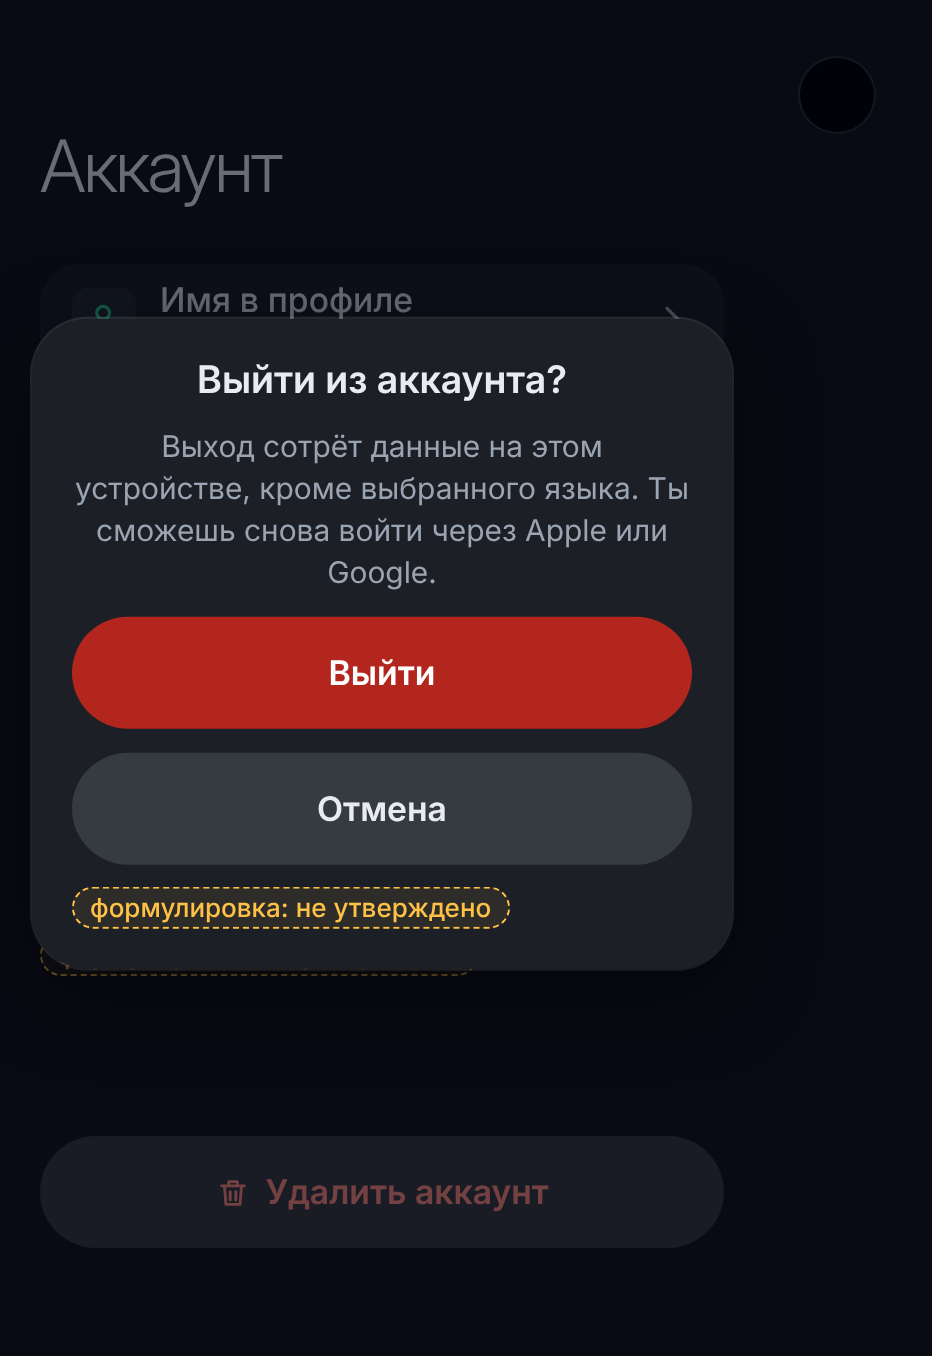 Аккаунт
Имя в профиле
Выйти из аккаунта?
Выход сотрёт данные на этом
устройстве, кроме выбранного языка. Ты
сможешь снова войти через Apple или
Google.
Выйти
Отмена
формулировка: не утверждено
Удалить аккаунт